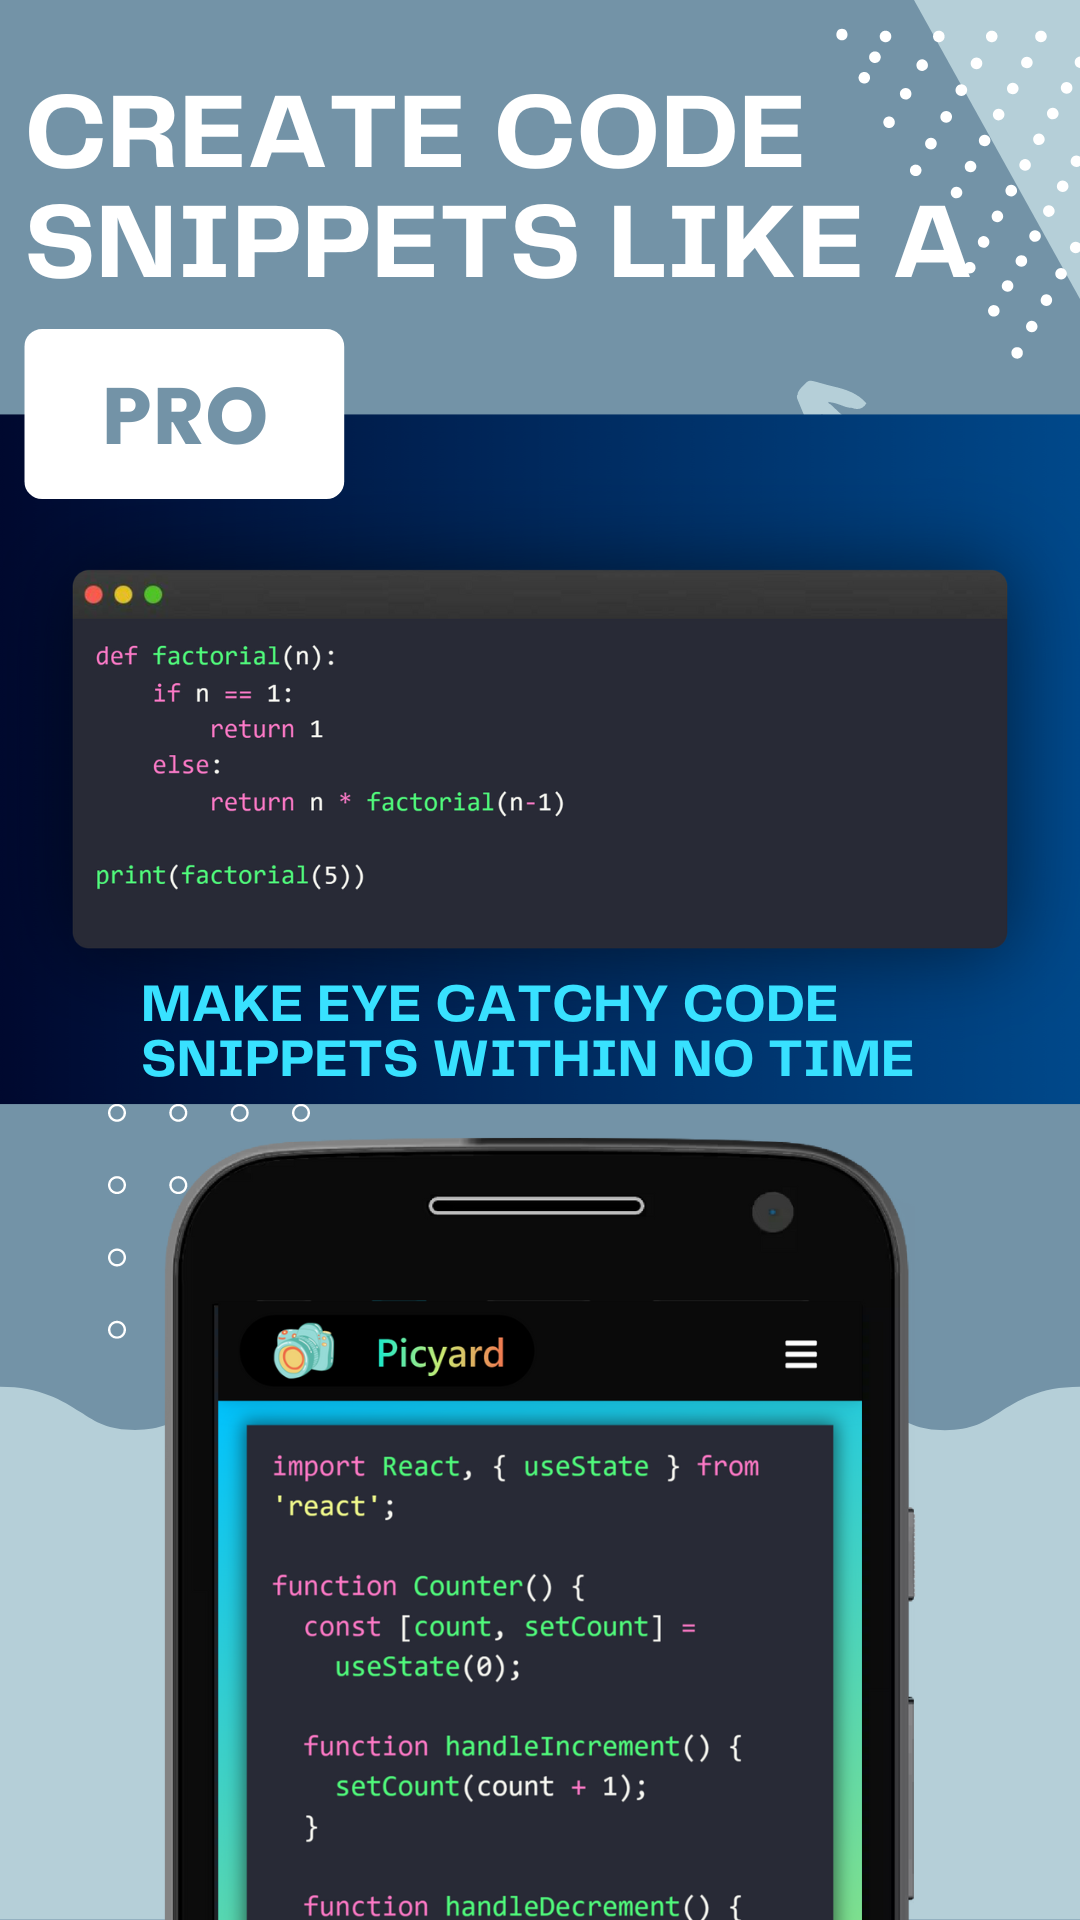 CREATE CODE
SNIPPETS LIKE A
PRO
def factorial(n):
    if n == 1:
        return 1
    else:
        return n * factorial(n-1)
print(factorial(5))
MAKE EYE CATCHY CODE
SNIPPETS WITHIN NO TIME
Picyard
import React, { useState } from
'react';
function Counter() {
  const [count, setCount] =
    useState(0);
  function handleIncrement() {
    setCount(count + 1);
  }
  function handleDecrement() {